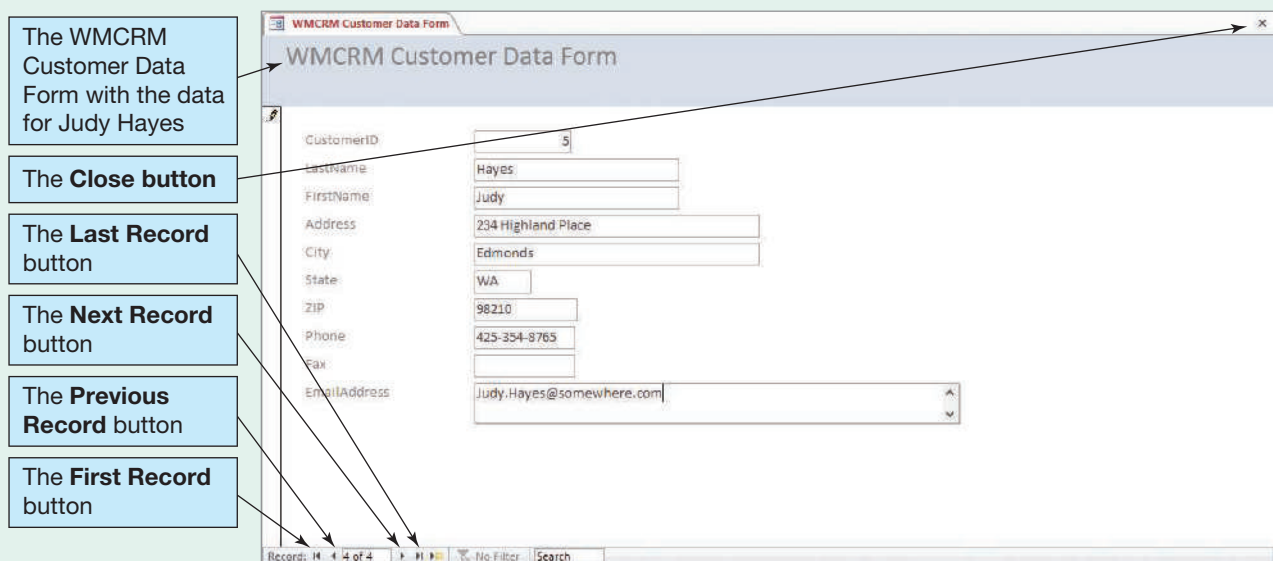 The WMCRM
Customer Data
Form with the data
for Judy Hayes
The Close button
The Last Record
button
The Next Record
button
The Previous
Record button
The First Record
button
WMCRM Customer Data Form
WMCRM Customer Data Form
CustomerID 5
LastName Hayes
FirstName Judy
Address 234 Highland Place
City Edmonds
State WA
ZIP 98210
Phone 425-354-8765
Fax
EmailAddress Judy.Hayes@somewhere.com
Record: 4 of 4 No Filter Search